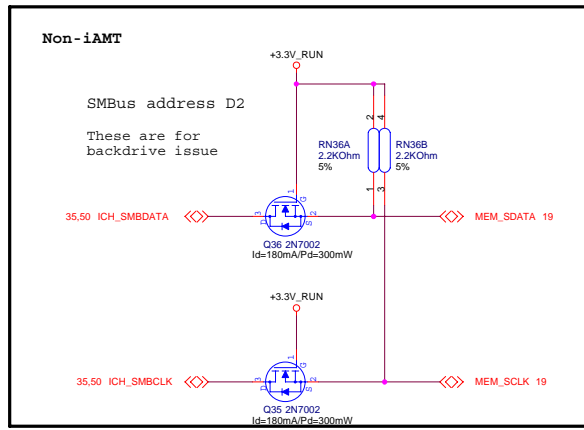 Non-iAMT
+3.3V_RUN
SMBus address D2
These are for
backdrive issue
2
4
RN36A
2.2KOhm
5%
RN36B
2.2KOhm
5%
1
3
1
G
35,50 ICH_SMBDATA
3
D
S
2
MEM_SDATA 19
Q36 2N7002
Id=180mA/Pd=300mW
+3.3V_RUN
1
G
35,50 ICH_SMBCLK
3
D
S
2
MEM_SCLK 19
Q35 2N7002
Id=180mA/Pd=300mW